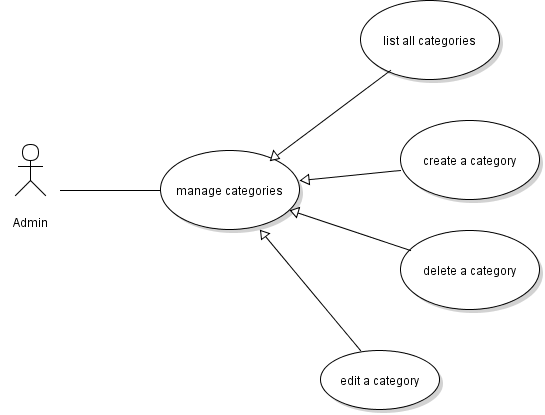 list all categories
create a category
manage categories
Admin
delete a category
edit a category